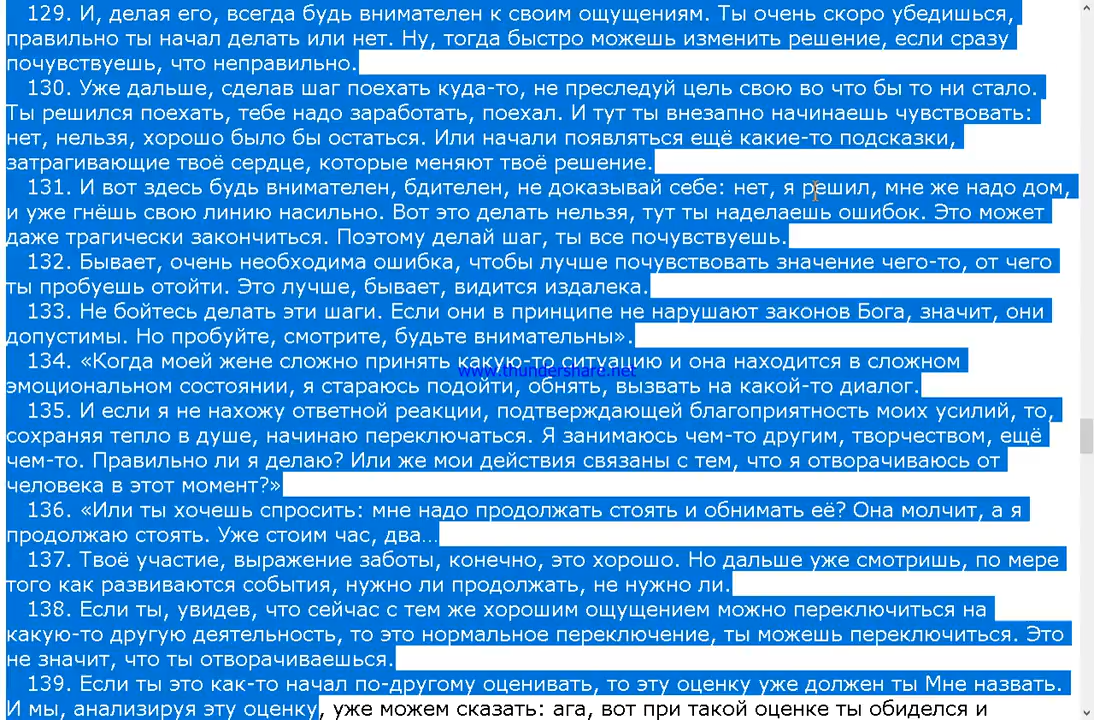 129. И, делая его, всегда будь внимателен к своим ощущениям. Ты очень скоро убедишься,
правильно ты начал делать или нет. Ну, тогда быстро можешь изменить решение, если сразу
почувствуешь, что неправильно.
130. Уже дальше, сделав шаг поехать куда-то, не преследуй цель свою во что бы то ни стало.
Ты решился поехать, тебе надо заработать, поехал. И тут ты внезапно начинаешь чувствовать:
нет, нельзя, хорошо было бы остаться. Или начали появляться ещё какие-то подсказки,
затрагивающие твоё сердце, которые меняют твоё решение.
131. И вот здесь будь внимателен, бдителен, не доказывай себе: нет, я решил, мне же надо дом,
и уже гнёшь свою линию насильно. Вот это делать нельзя, тут ты наделаешь ошибок. Это может
даже трагически закончиться. Поэтому делай шаг, ты все почувствуешь.
132. Бывает, очень необходима ошибка, чтобы лучше почувствовать значение чего-то, от чего
ты пробуешь отойти. Это лучше, бывает, видится издалека.
133. Не бойтесь делать эти шаги. Если они в принципе не нарушают законов Бога, значит, они
допустимы. Но пробуйте, смотрите, будьте внимательны».
134. «Когда моей жене сложно принять какую-то ситуацию и она находится в сложном
www.thundershare.net
эмоциональном состоянии, я стараюсь подойти, обнять, вызвать на какой-то диалог.
135. И если я не нахожу ответной реакции, подтверждающей благоприятность моих усилий, то,
сохраняя тепло в душе, начинаю переключаться. Я занимаюсь чем-то другим, творчеством, ещё
чем-то. Правильно ли я делаю? Или же мои действия связаны с тем, что я отворачиваюсь от
человека в этот момент?»
136. «Или ты хочешь спросить: мне надо продолжать стоять и обнимать её? Она молчит, а я
продолжаю стоять. Уже стоим час, два…
137. Твоё участие, выражение заботы, конечно, это хорошо. Но дальше уже смотришь, по мере
того как развиваются события, нужно ли продолжать, не нужно ли.
138. Если ты, увидев, что сейчас с тем же хорошим ощущением можно переключиться на
какую-то другую деятельность, то это нормальное переключение, ты можешь переключиться. Это
не значит, что ты отворачиваешься.
139. Если ты это как-то начал по-другому оценивать, то эту оценку уже должен ты Мне назвать.
И мы, анализируя эту оценку, уже можем сказать: ага, вот при такой оценке ты обиделся и